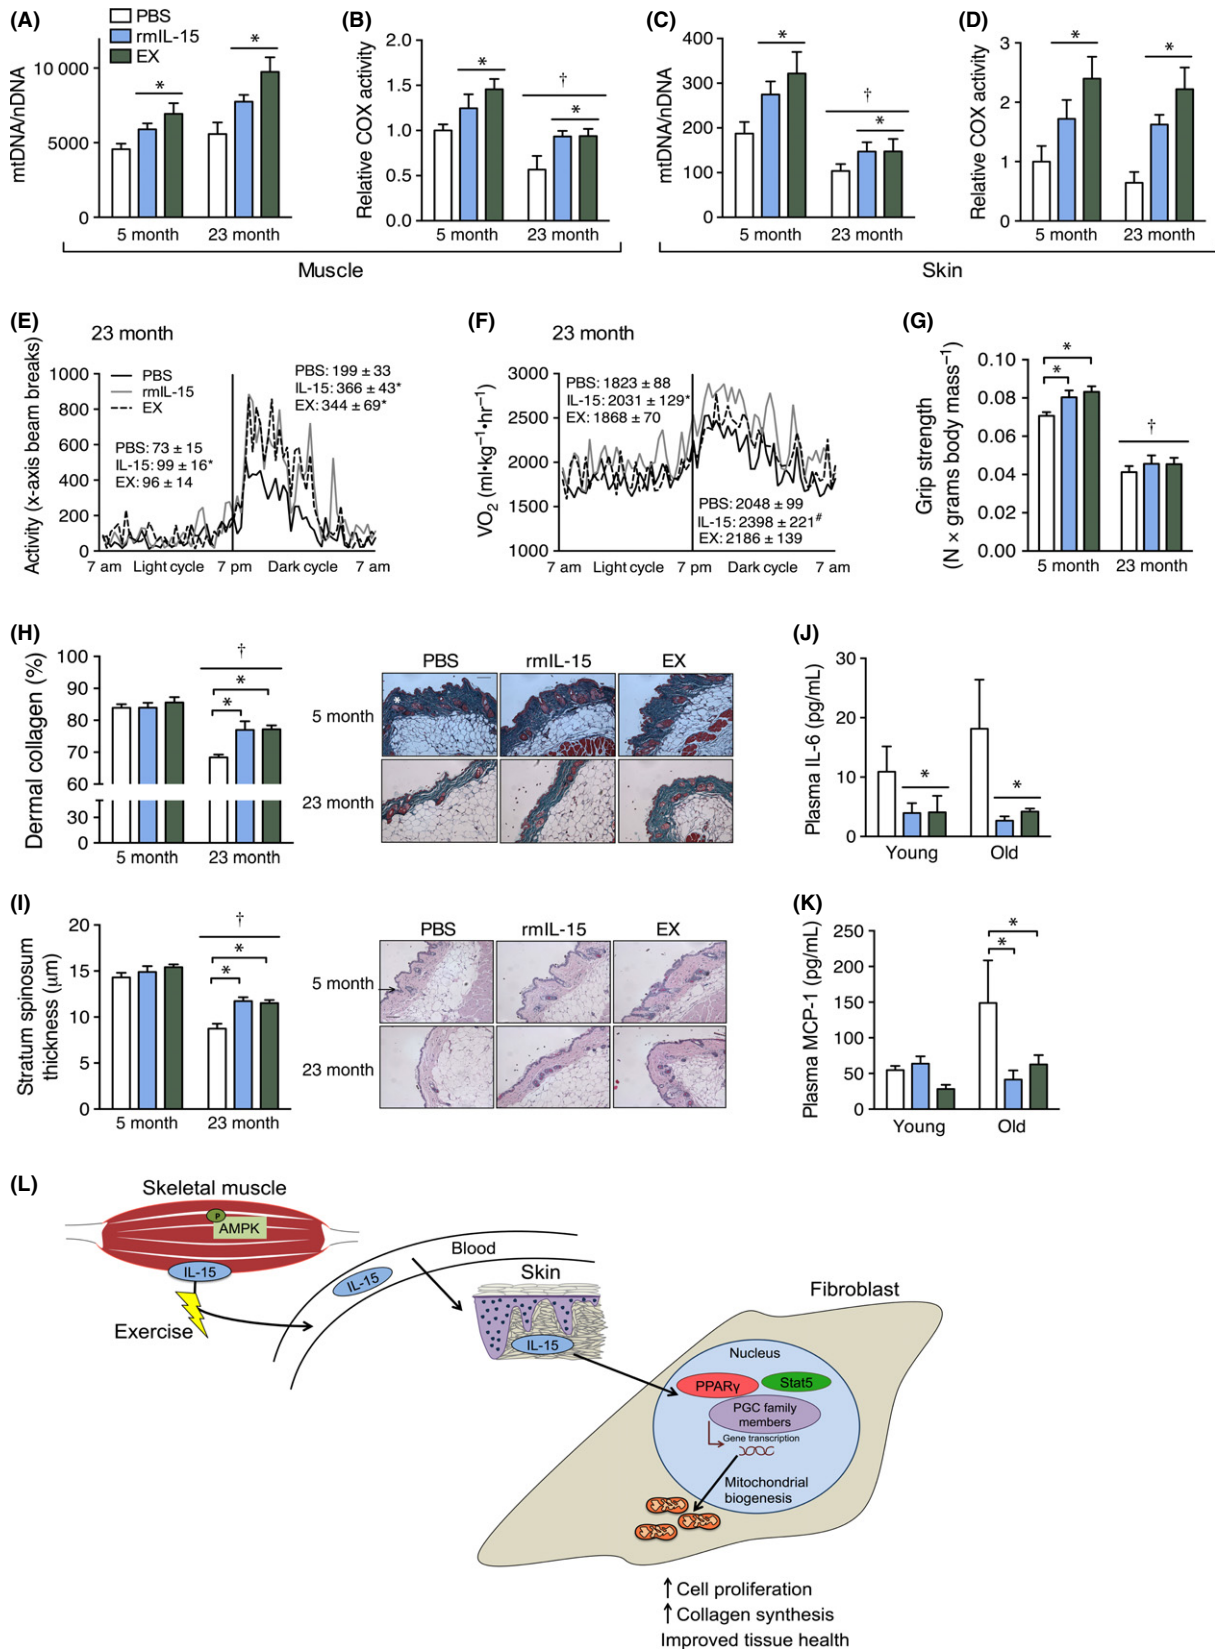 (A)
PBS
rmIL-15
EX
mtDNA/nDNA
10 000
5000
0
*
*
5 month
23 month
(B)
Relative COX activity
2.0
1.5
1.0
0.5
0.0
*
†
*
5 month
23 month
Muscle
(C)
mtDNA/nDNA
400
300
200
100
0
*
†
*
5 month
23 month
(D)
Relative COX activity
3
2
1
0
*
*
5 month
23 month
Skin
(E)
23 month
Activity (x-axis beam breaks)
1000
800
600
400
200
0
PBS
rmIL-15
EX
PBS: 73 ± 15
IL-15: 99 ± 16*
EX: 96 ± 14
PBS: 199 ± 33
IL-15: 366 ± 43*
EX: 344 ± 69*
7 am Light cycle 7 pm Dark cycle 7 am
(F)
23 month
VO2 (ml•kg−1•hr−1)
3000
2500
2000
1500
1000
PBS: 1823 ± 88
IL-15: 2031 ± 129*
EX: 1868 ± 70
PBS: 2048 ± 99
IL-15: 2398 ± 221#
EX: 2186 ± 139
7 am Light cycle 7 pm Dark cycle 7 am
(G)
Grip strength
(N × grams body mass−1)
0.10
0.08
0.06
0.04
0.02
0.00
*
*
†
5 month
23 month
(H)
Dermal collagen (%)
100
90
80
70
60
30
0
†
*
*
5 month
23 month
PBS
rmIL-15
EX
5 month
23 month
*
(J)
Plasma IL-6 (pg/mL)
30
20
10
0
*
*
Young
Old
(I)
Stratum spinosum
thickness (µm)
20
15
10
5
0
†
*
*
5 month
23 month
PBS
rmIL-15
EX
5 month
23 month
(K)
Plasma MCP-1 (pg/mL)
250
200
150
100
50
0
*
*
Young
Old
(L)
Skeletal muscle
P
AMPK
IL-15
Exercise
Blood
IL-15
Skin
IL-15
Fibroblast
Nucleus
PPARγ
Stat5
PGC family
members
Gene transcription
Mitochondrial
biogenesis
↑ Cell proliferation
↑ Collagen synthesis
Improved tissue health